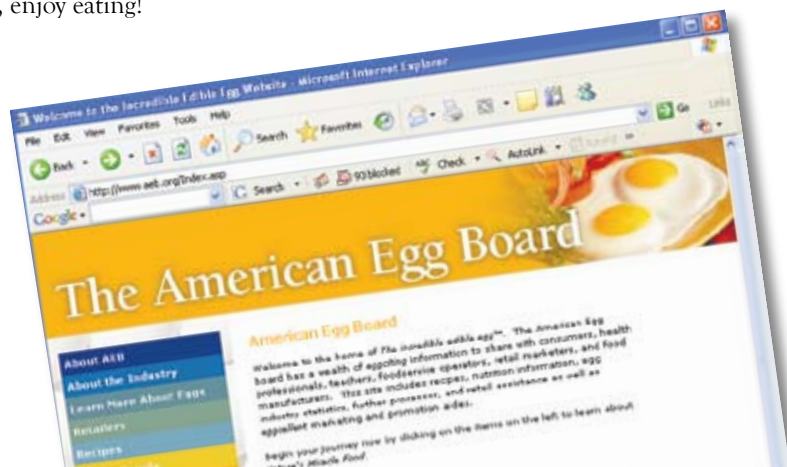 , enjoy eating!
Welcome to the Incredible Edible Egg Website - Microsoft Internet Explorer
File Edit View Favorites Tools Help
Back Search Favorites
Address http://www.aeb.org/Index.asp Go Links
Google Search 93 blocked Check AutoLink
The American Egg Board
About AEB
About the Industry
Learn More About Eggs
Retailers
Recipes
American Egg Board
Welcome to the home of The incredible edible egg™. The American Egg
board has a wealth of eggciting information to share with consumers, health
professionals, teachers, foodservice operators, retail marketers, and food
manufacturers. This site includes recipes, nutrition information, egg
industry statistics, further processor, and retail assistance as well as
eggcellent marketing and promotion aides.
Begin your journey now by clicking on the items on the left to learn about
Miracle Food.